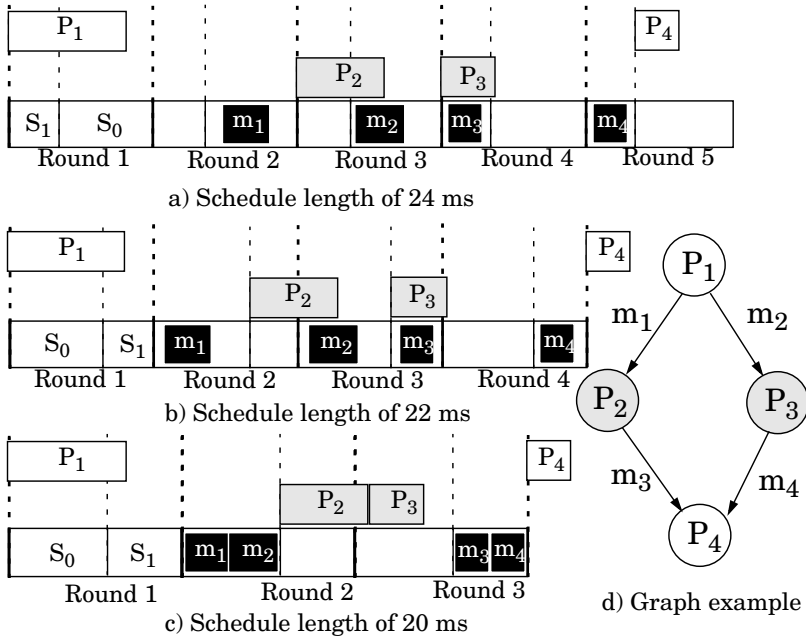 P1 P4
P2 P3
S1 S0 m1 m2 m3 m4
Round 1 Round 2 Round 3 Round 4 Round 5
a) Schedule length of 24 ms
P1 P4
P2 P3
S0 S1 m1 m2 m3 m4
Round 1 Round 2 Round 3 Round 4
b) Schedule length of 22 ms
P1 P4
P2 P3
S0 S1 m1 m2 m3 m4
Round 1 Round 2 Round 3
c) Schedule length of 20 ms
P1
m1 m2
P2 P3
m3 m4
P4
d) Graph example